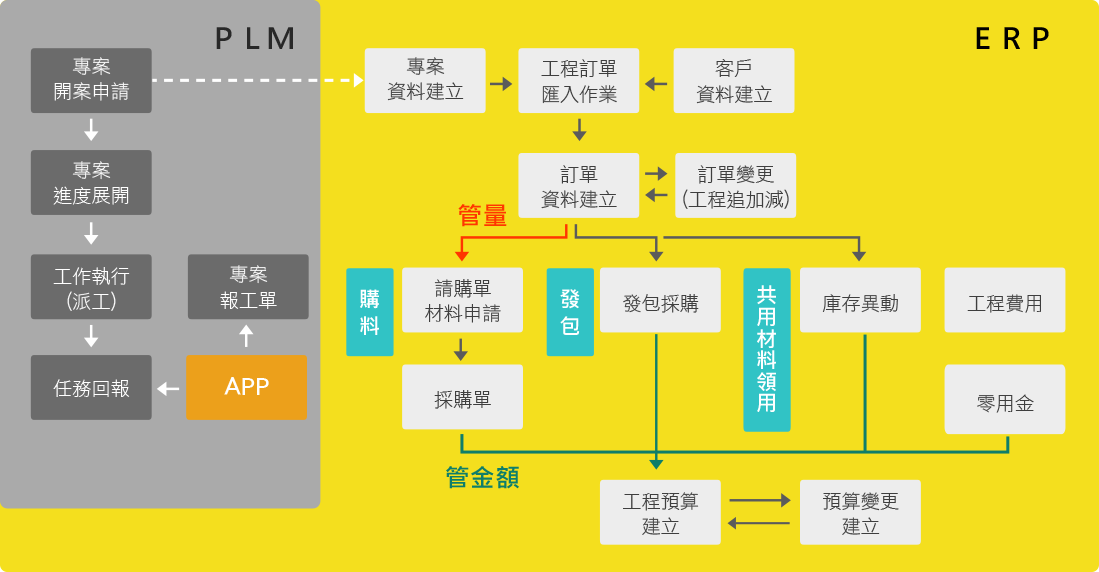 PLM
專案
開案申請
專案
進度展開
工作執行
(派工)
專案
報工單
任務回報
APP
ERP
專案
資料建立
工程訂單
匯入作業
客戶
資料建立
訂單
資料建立
訂單變更
(工程追加減)
管量
購料
請購單
材料申請
發包
發包採購
共用材料領用
庫存異動
工程費用
採購單
零用金
管金額
工程預算
建立
預算變更
建立